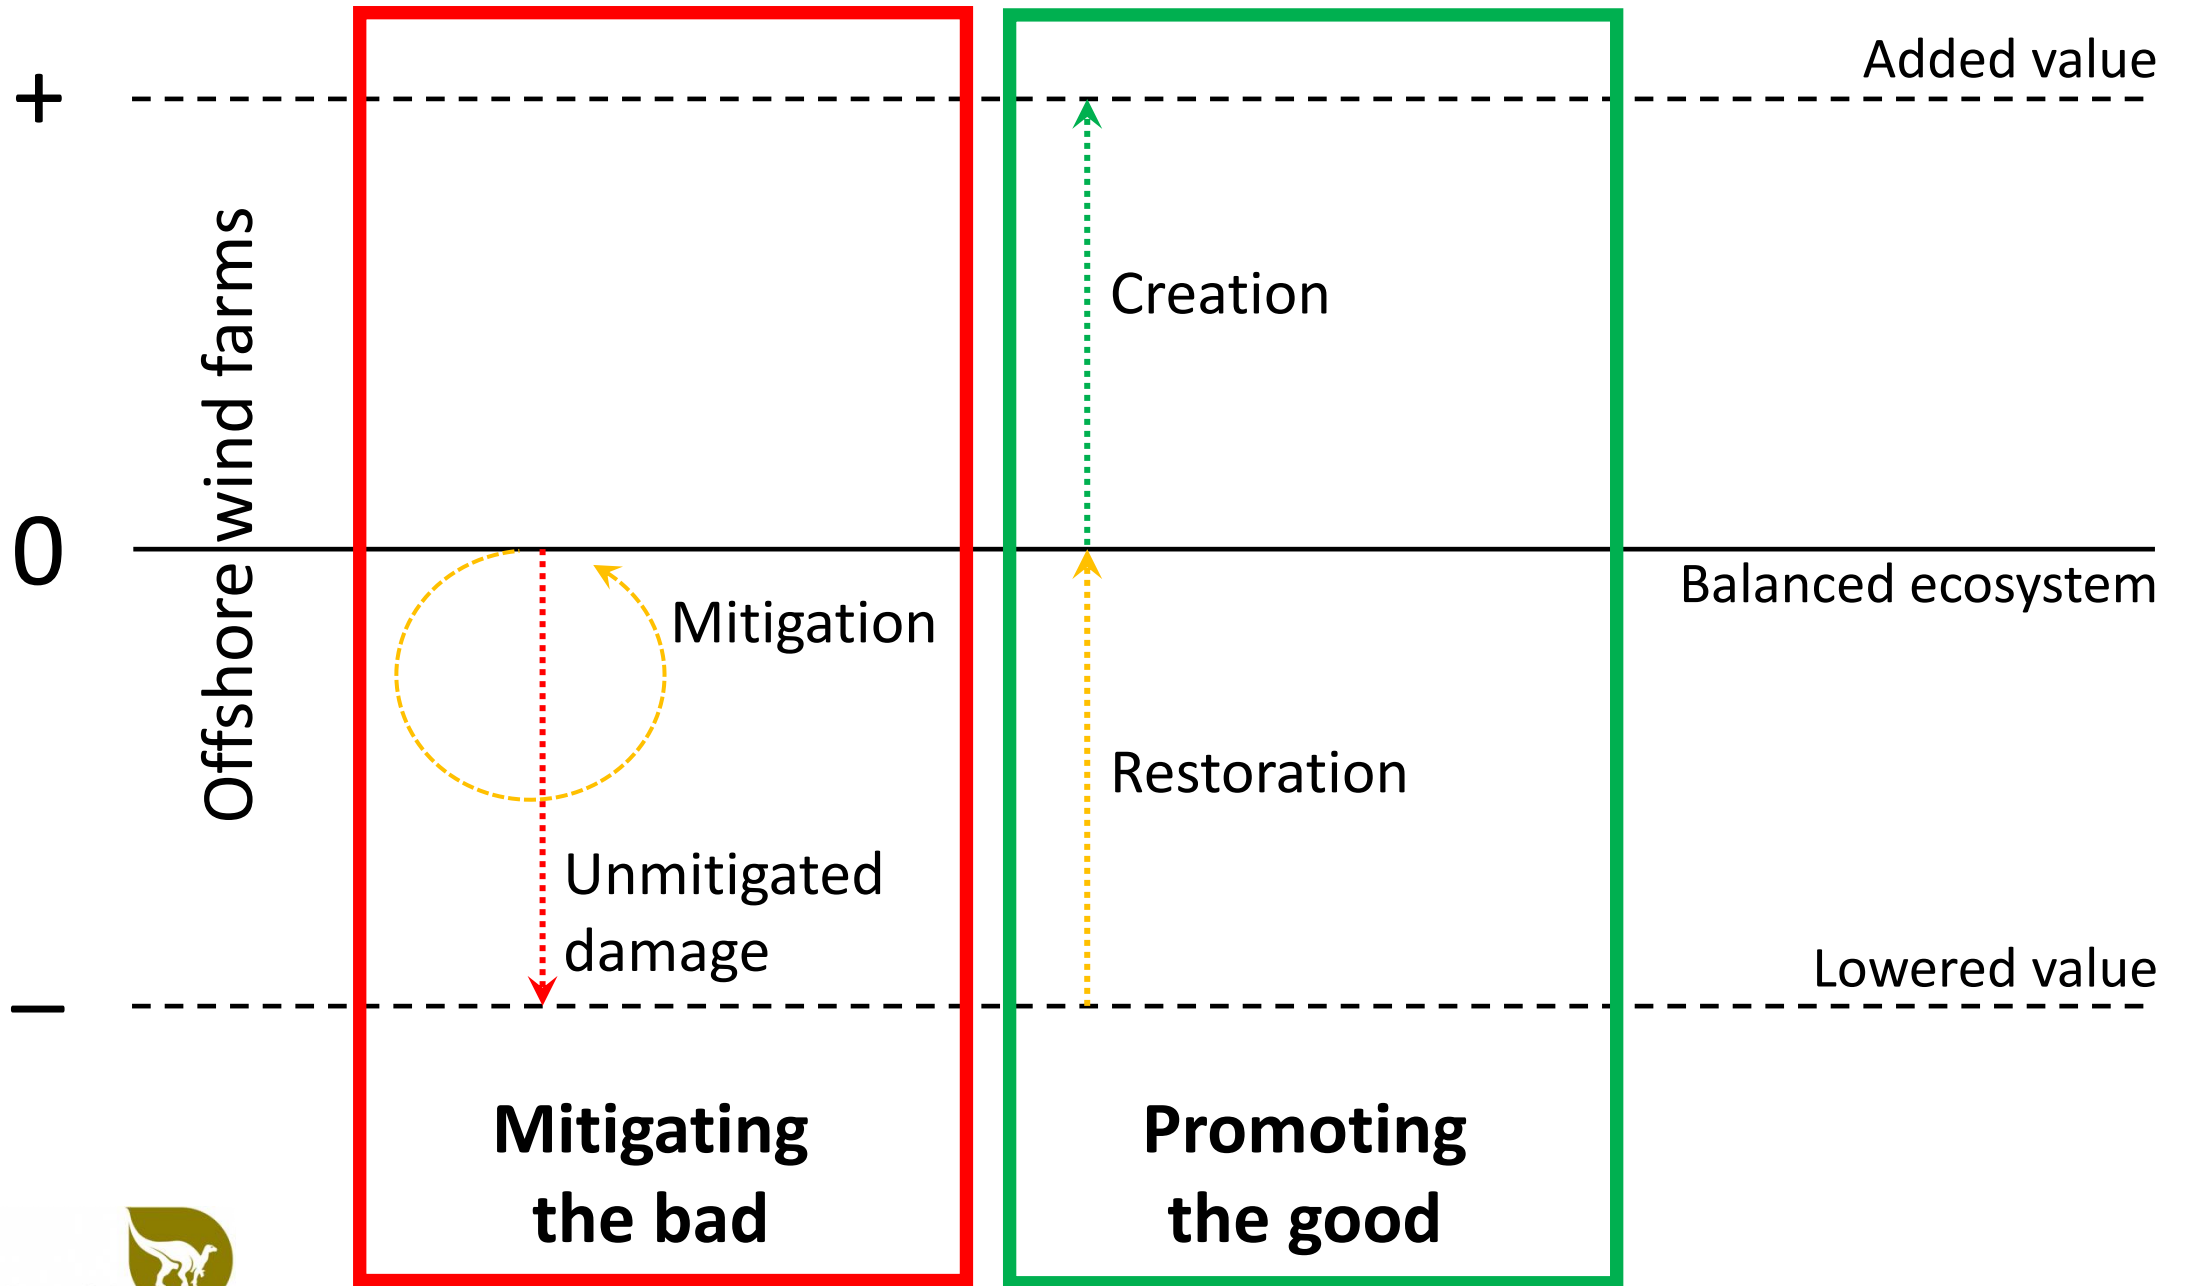 +
Added value
Offshore wind farms
Creation
0
Balanced ecosystem
Mitigation
Restoration
Unmitigated
damage
Lowered value
–
Mitigating
the bad
Promoting
the good